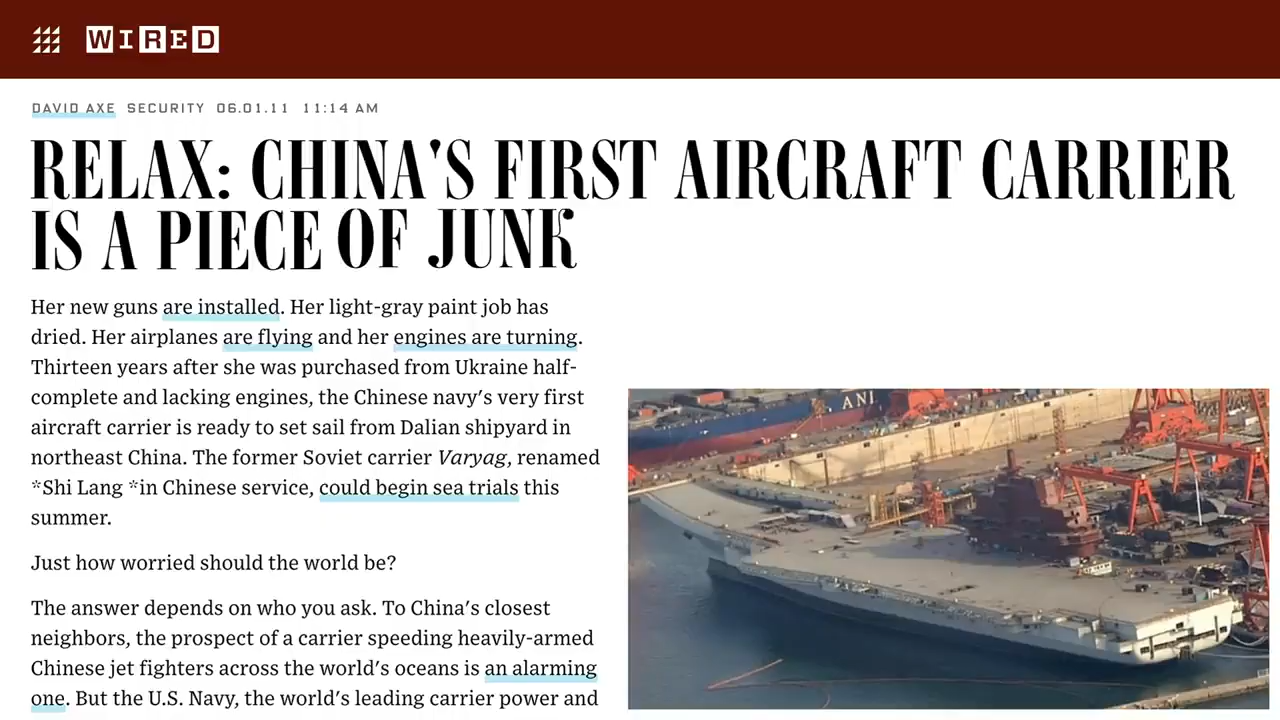 WIRED
DAVID AXE SECURITY 06.01.11 11:14 AM
RELAX: CHINA'S FIRST AIRCRAFT CARRIER
IS A PIECE OF JUNK
Her new guns are installed. Her light-gray paint job has
dried. Her airplanes are flying and her engines are turning.
Thirteen years after she was purchased from Ukraine half-
complete and lacking engines, the Chinese navy's very first
aircraft carrier is ready to set sail from Dalian shipyard in
northeast China. The former Soviet carrier Varyag, renamed
*Shi Lang *in Chinese service, could begin sea trials this
summer.
Just how worried should the world be?
The answer depends on who you ask. To China's closest
neighbors, the prospect of a carrier speeding heavily-armed
Chinese jet fighters across the world's oceans is an alarming
one. But the U.S. Navy, the world's leading carrier power and
ANI